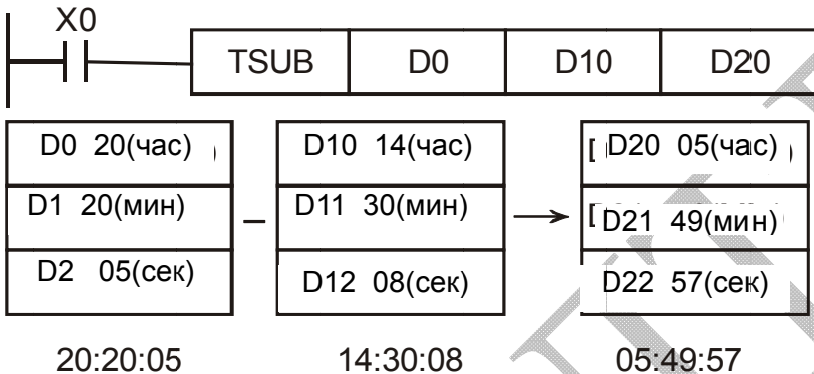 X0
TSUB D0 D10 D20
D0 20(час) D10 14(час) D20 05(час)
D1 20(мин) – D11 30(мин) → D21 49(мин)
D2 05(сек) D12 08(сек) D22 57(сек)
20:20:05 14:30:08 05:49:57